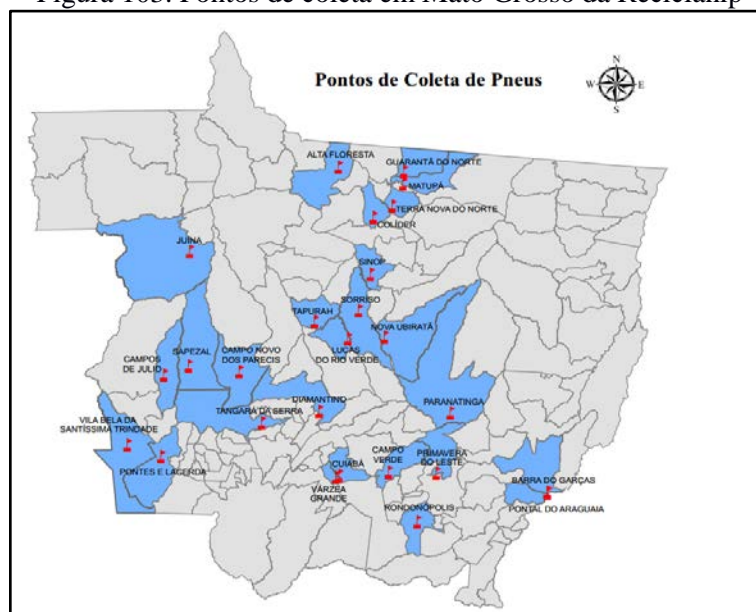 Figura 103. Pontos de coleta em Mato Grosso da Reciclanip
Pontos de Coleta de Pneus
N
W
E
S
ALTA FLORESTA
GUARANTÃ DO NORTE
MATUPÁ
TERRA NOVA DO NORTE
COLÍDER
JUÍNA
SINOP
SORRISO
TAPURAH
NOVA UBIRATÃ
LUCAS
DO RIO VERDE
CAMPOS
DE JULIO
SAPEZAL
CAMPO NOVO
DOS PARECIS
DIAMANTINO
PARANATINGA
TANGARÁ DA SERRA
VILA BELA DA
SANTÍSSIMA TRINDADE
PONTES E LACERDA
CUIABÁ
VÁRZEA
GRANDE
CAMPO
VERDE
PRIMAVERA
DO LESTE
BARRA DO GARÇAS
PONTAL DO ARAGUAIA
RONDONÓPOLIS